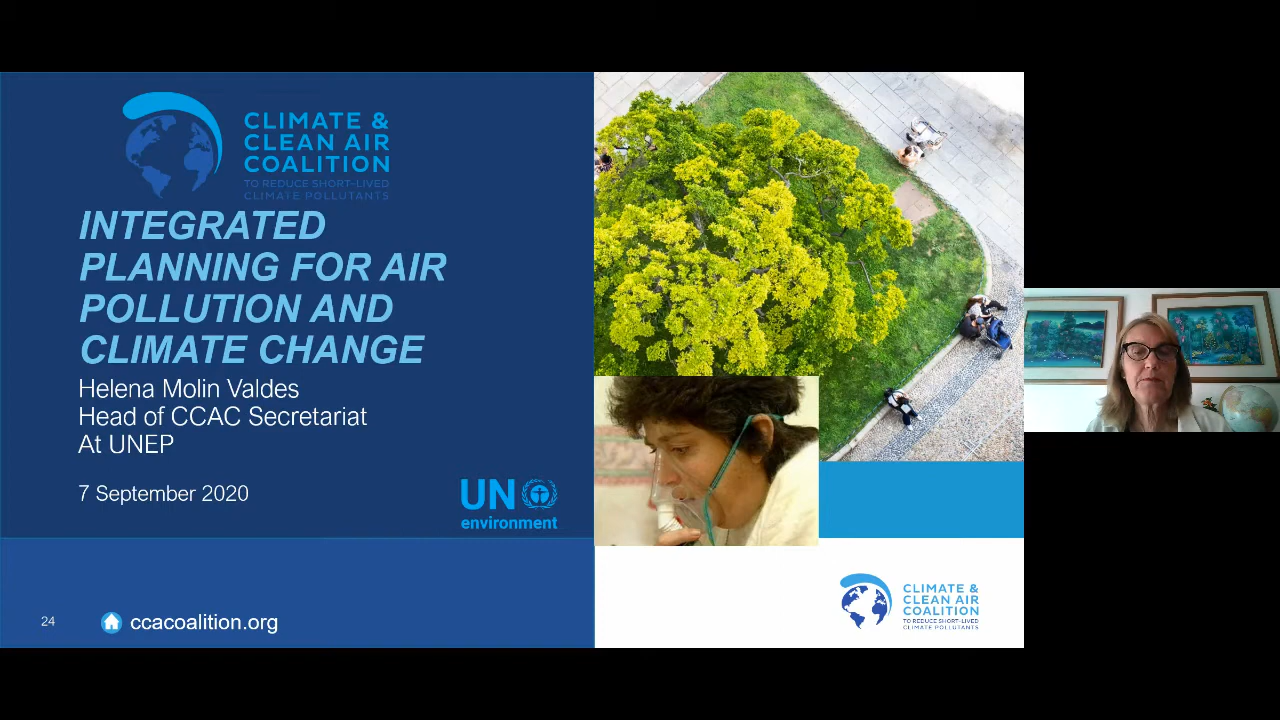 CLIMATE &
CLEAN AIR
COALITION
TO REDUCE SHORT-LIVED
CLIMATE POLLUTANTS
INTEGRATED
PLANNING FOR AIR
POLLUTION AND
CLIMATE CHANGE
Helena Molin Valdes
Head of CCAC Secretariat
At UNEP
7 September 2020
UN
environment
24
ccacoalition.org
CLIMATE &
CLEAN AIR
COALITION
TO REDUCE SHORT-LIVED
CLIMATE POLLUTANTS